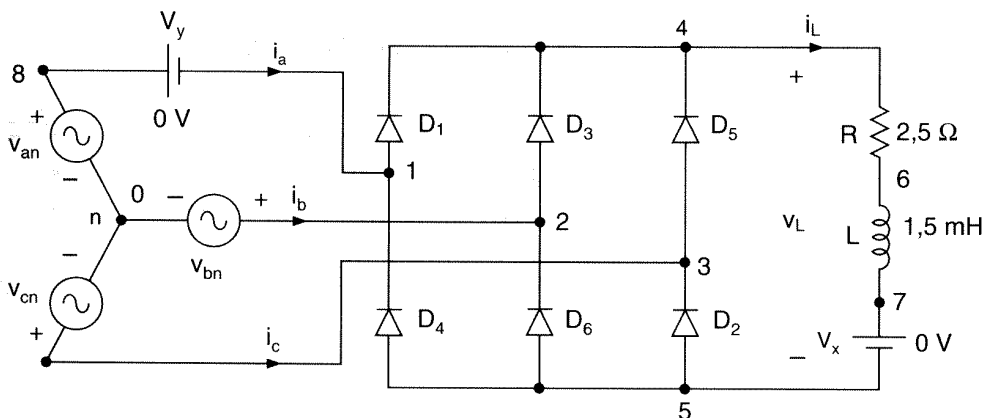 V_y
8
i_a
0 V
+
v_an
−
0
n
−
+
i_b
v_bn
−
v_cn
+
i_c
4
i_L
+
D_1
D_3
D_5
R
2,5 Ω
1
6
2
v_L
L
1,5 mH
3
7
D_4
D_6
D_2
V_x
0 V
−
5